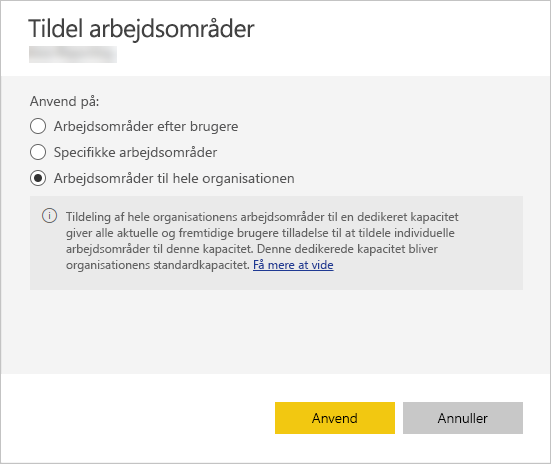 Tildel arbejdsområder
Anvend på:
Arbejdsområder efter brugere
Specifikke arbejdsområder
Arbejdsområder til hele organisationen
Tildeling af hele organisationens arbejdsområder til en dedikeret kapacitet
giver alle aktuelle og fremtidige brugere tilladelse til at tildele individuelle
arbejdsområder til denne kapacitet. Denne dedikerede kapacitet bliver
organisationens standardkapacitet. Få mere at vide
Anvend
Annuller